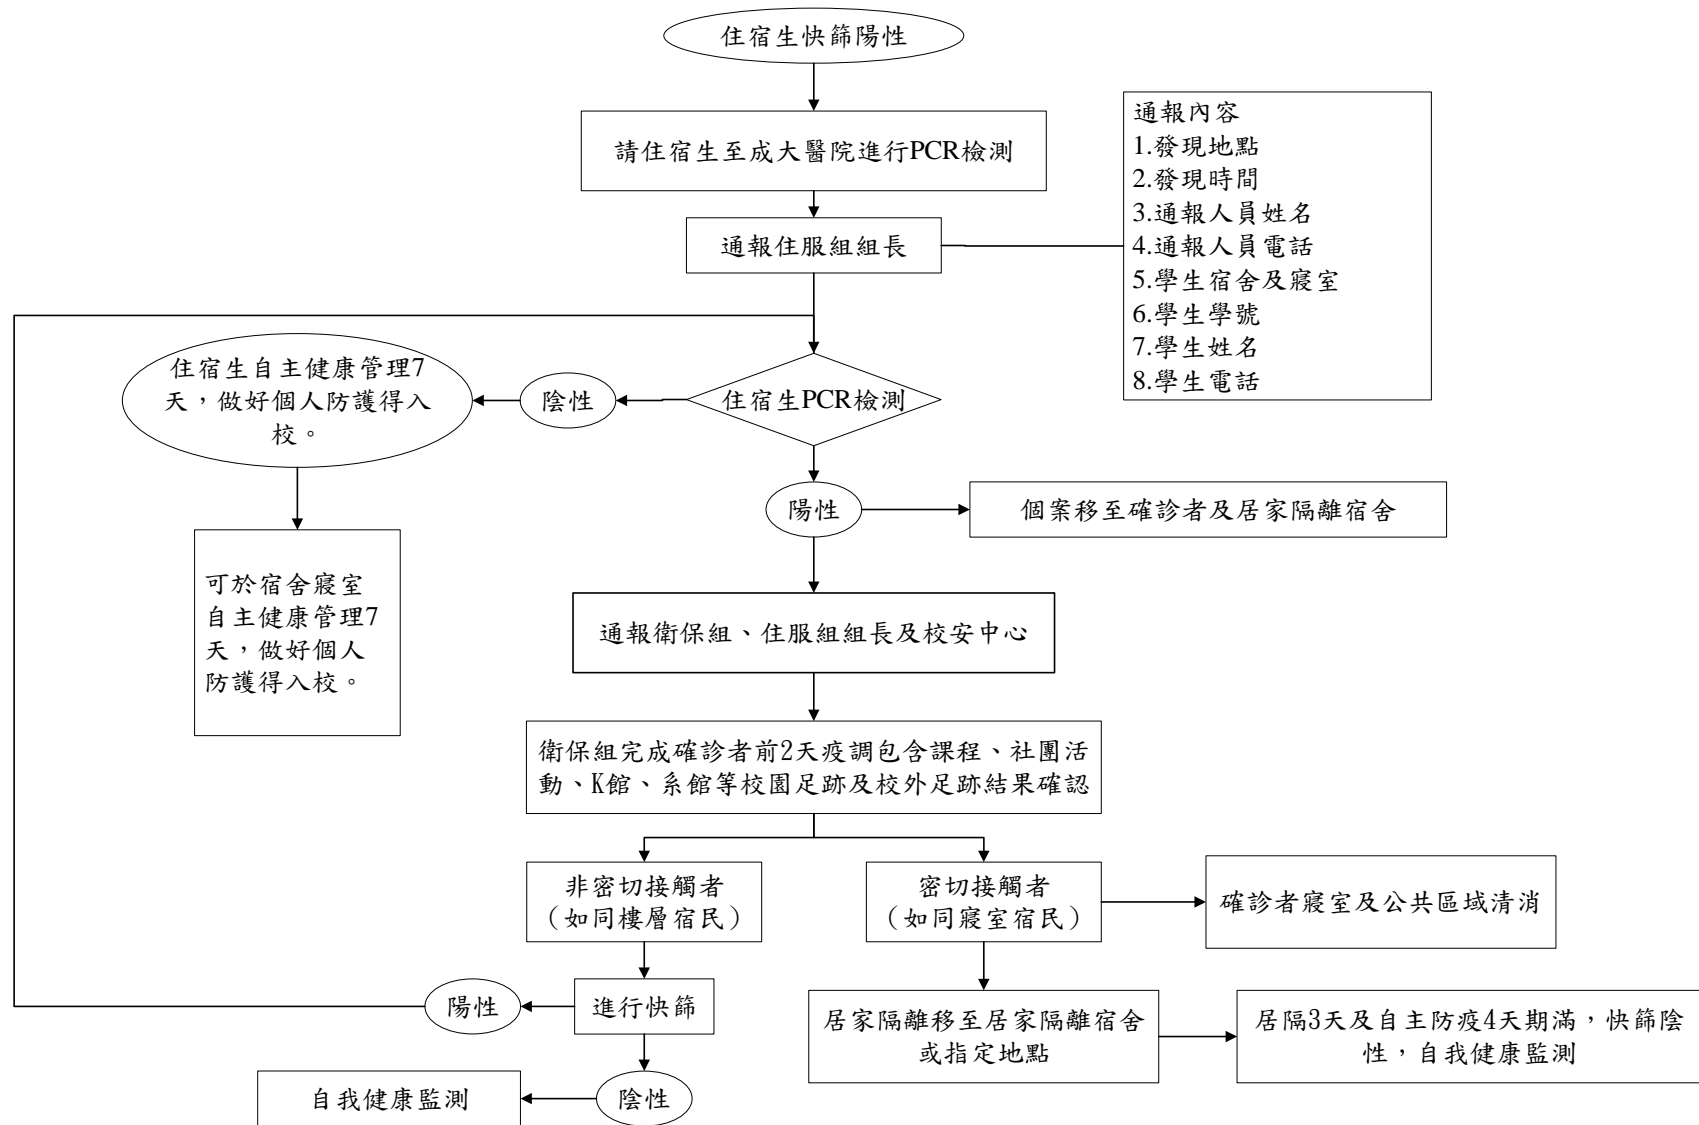 住宿生快篩陽性
請住宿生至成大醫院進行PCR檢測
通報住服組組長
通報內容
1.發現地點
2.發現時間
3.通報人員姓名
4.通報人員電話
5.學生宿舍及寢室
6.學生學號
7.學生姓名
8.學生電話
住宿生PCR檢測
陰性
住宿生自主健康管理7
天，做好個人防護得入
校。
可於宿舍寢室
自主健康管理7
天，做好個人
防護得入校。
陽性
個案移至確診者及居家隔離宿舍
通報衛保組、住服組組長及校安中心
衛保組完成確診者前2天疫調包含課程、社團活
動、K館、系館等校園足跡及校外足跡結果確認
非密切接觸者
（如同樓層宿民）
密切接觸者
（如同寢室宿民）
確診者寢室及公共區域清消
陽性
進行快篩
居家隔離移至居家隔離宿舍
或指定地點
居隔3天及自主防疫4天期滿，快篩陰
性，自我健康監測
自我健康監測
陰性